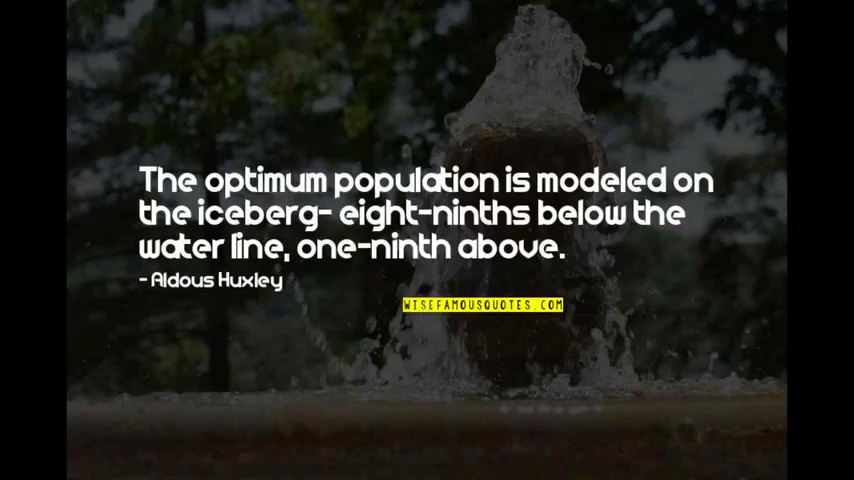 The optimum population is modeled on
the iceberg- eight-ninths below the
water line, one-ninth above.
- Aldous Huxley
WISEFAMOUSQUOTES.COM